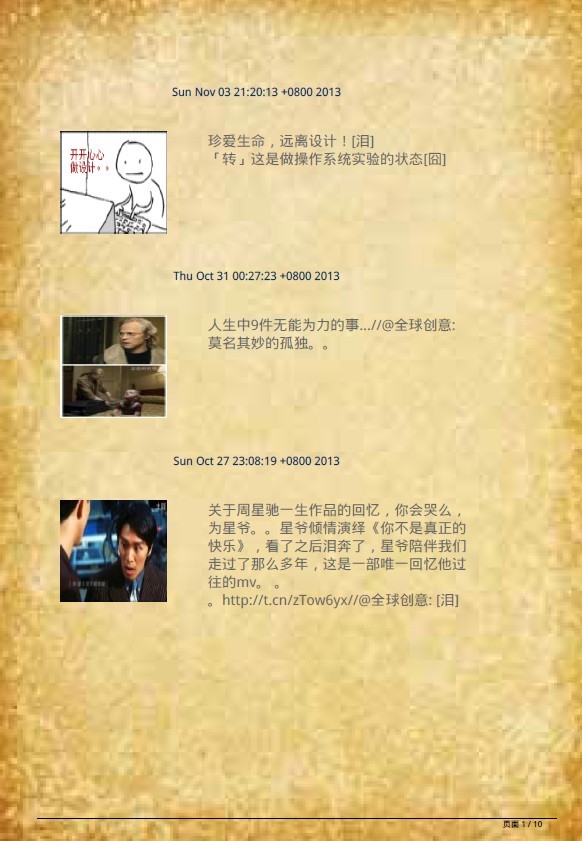 Sun Nov 03 21:20:13 +0800 2013
开开心心
做设计。。
珍爱生命，远离设计！[泪]
「转」这是做操作系统实验的状态[囧]
Thu Oct 31 00:27:23 +0800 2013
人生中9件无能为力的事...//@全球创意:
莫名其妙的孤独。。
Sun Oct 27 23:08:19 +0800 2013
关于周星驰一生作品的回忆，你会哭么，
为星爷。。星爷倾情演绎《你不是真正的
快乐》，看了之后泪奔了，星爷陪伴我们
走过了那么多年，这是一部唯一回忆他过
往的mv。 。
。http://t.cn/zTow6yx//@全球创意: [泪]
页面 1 / 10